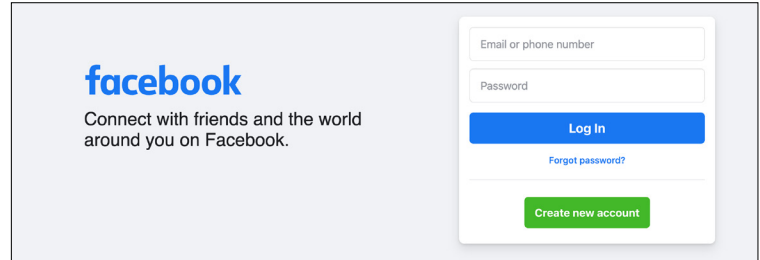 facebook
Connect with friends and the world
around you on Facebook.
Email or phone number
Password
Log In
Forgot password?
Create new account